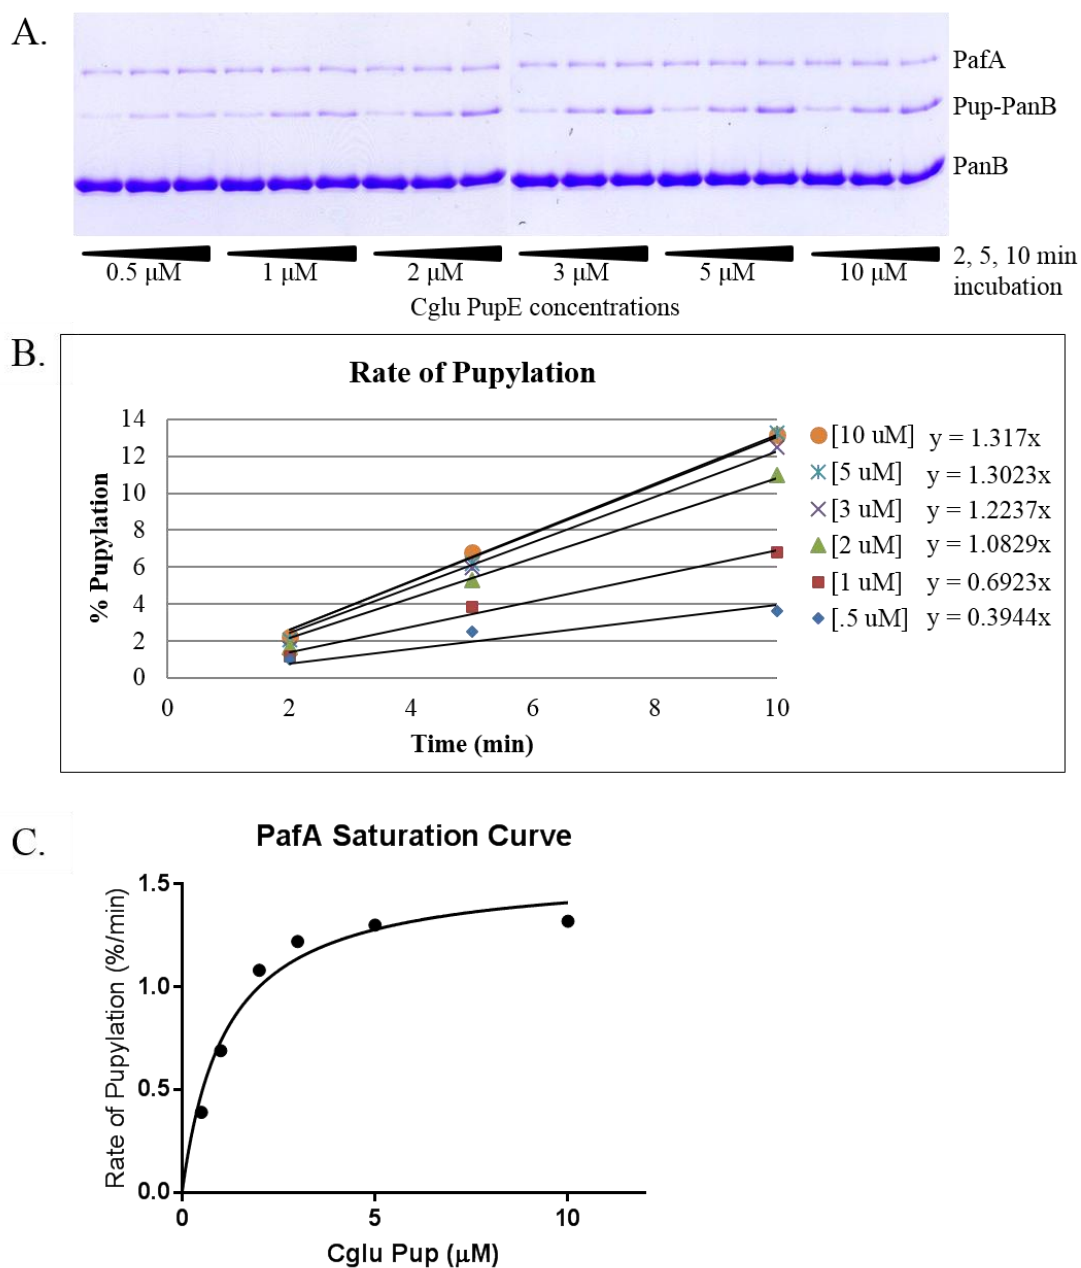 A.
PafA
Pup-PanB
PanB
0.5 μM 1 μM 2 μM 3 μM 5 μM 10 μM
2, 5, 10 min
incubation
Cglu PupE concentrations
B.
Rate of Pupylation
% Pupylation
14
12
10
8
6
4
2
0
0 2 4 6 8 10
Time (min)
[10 uM] y = 1.317x
[5 uM] y = 1.3023x
[3 uM] y = 1.2237x
[2 uM] y = 1.0829x
[1 uM] y = 0.6923x
[.5 uM] y = 0.3944x
C.
PafA Saturation Curve
Rate of Pupylation (%/min)
1.5
1.0
0.5
0.0
0 5 10
Cglu Pup (μM)